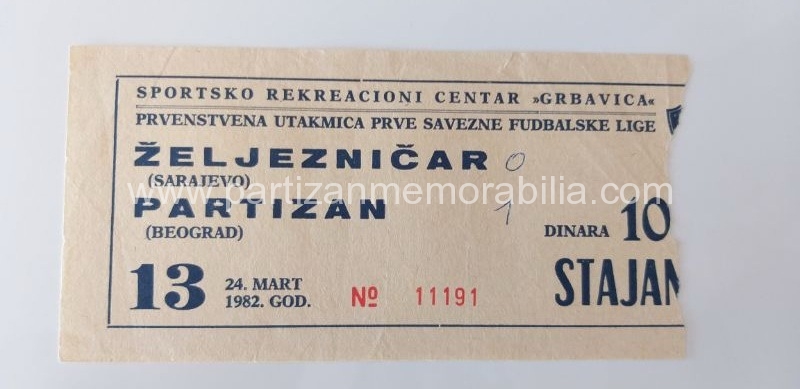 SPORTSKO REKREACIONI CENTAR »GRBAVICA«
PRVENSTVENA UTAKMICA PRVE SAVEZNE FUDBALSKE LIGE
ŽELJEZNIČAR 0
(SARAJEVO)
www.partizanmemorabilia.com
PARTIZAN 1
(BEOGRAD)
DINARA 10
13 24. MART
1982. GOD.
№ 11191
STAJAN